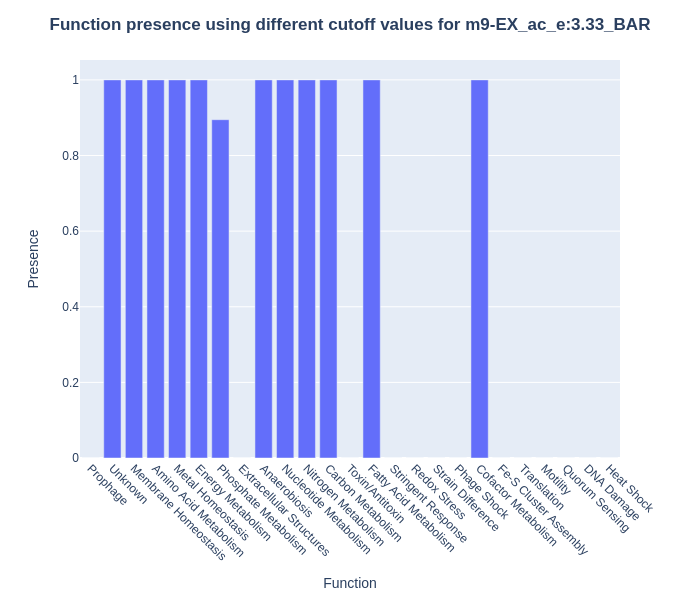 Function presence using different cutoff values for m9-EX_ac_e:3.33_BAR
Presence
1
0.8
0.6
0.4
0.2
0
Prophage
Unknown
Membrane Homeostasis
Amino Acid Metabolism
Metal Homeostasis
Energy Metabolism
Phosphate Metabolism
Extracellular Structures
Anaerobiosis
Nucleotide Metabolism
Nitrogen Metabolism
Carbon Metabolism
Toxin/Antitoxin
Fatty Acid Metabolism
Stringent Response
Redox Stress
Strain Difference
Phage Shock
Cofactor Metabolism
Fe-S Cluster Assembly
Translation
Motility
Quorum Sensing
DNA Damage
Heat Shock
Function